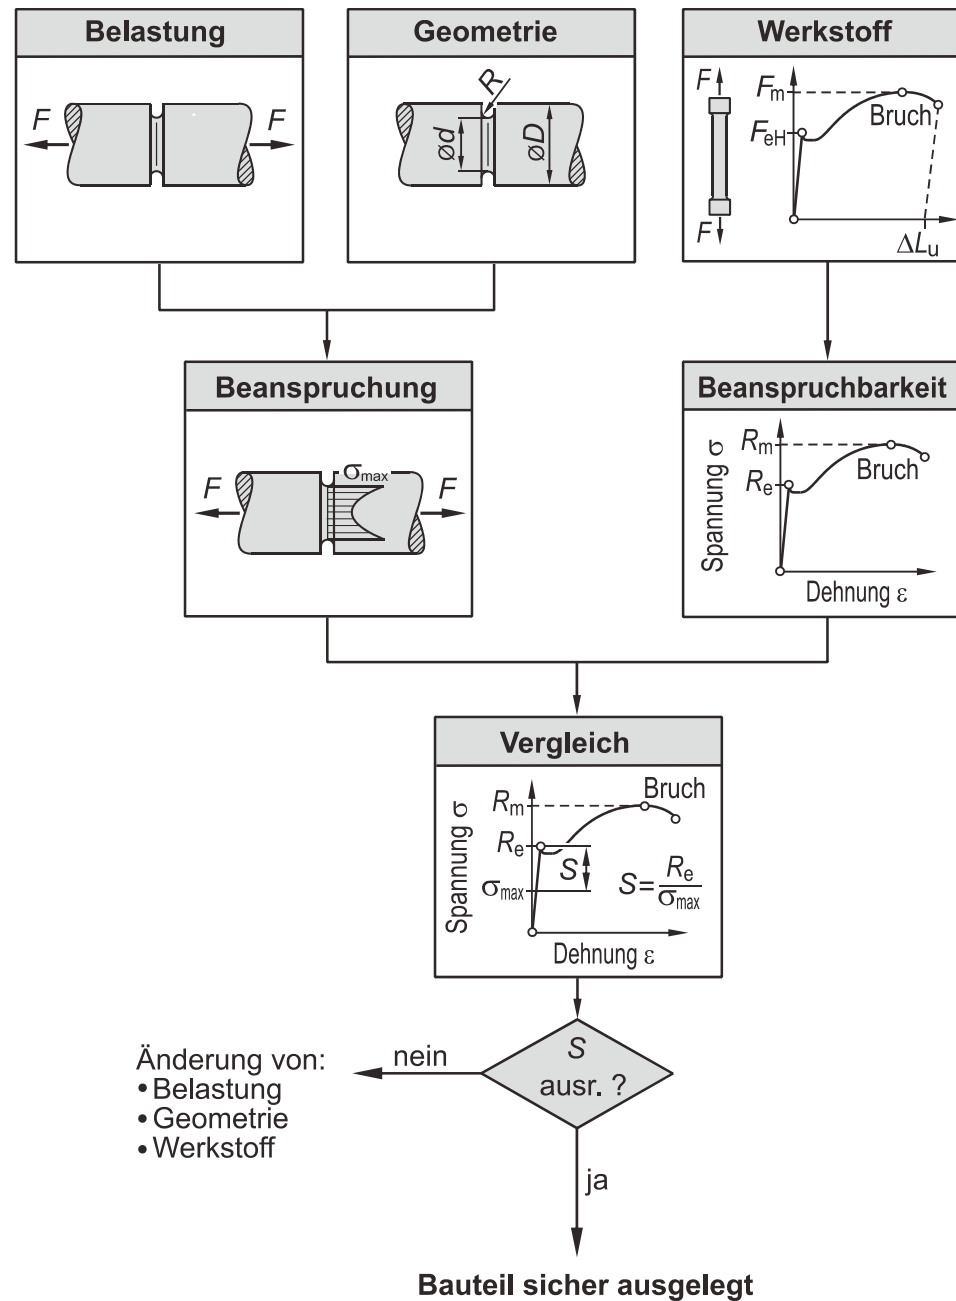 Belastung
F
F
Geometrie
R
ød
øD
Werkstoff
F
F
Fm
FeH
Bruch
ΔLu
Beanspruchung
σmax
F
F
Beanspruchbarkeit
Spannung σ
Rm
Re
Bruch
Dehnung ε
Vergleich
Spannung σ
Rm
Re
σmax
Bruch
S
S = Re / σmax
Dehnung ε
S
ausr. ?
nein
Änderung von:
• Belastung
• Geometrie
• Werkstoff
ja
Bauteil sicher ausgelegt